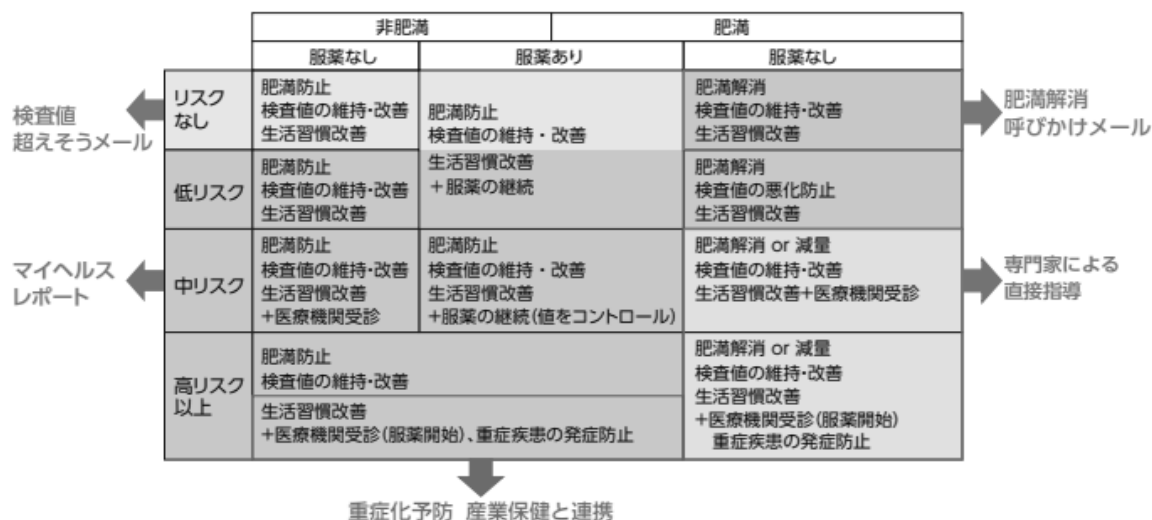 非肥満
肥満
服薬なし
服薬あり
服薬なし
検査値
超えそうメール
リスク
なし
肥満防止
検査値の維持・改善
生活習慣改善
肥満防止
検査値の維持・改善
生活習慣改善
+服薬の継続
肥満解消
検査値の維持・改善
生活習慣改善
肥満解消
呼びかけメール
低リスク
肥満防止
検査値の維持・改善
生活習慣改善
肥満解消
検査値の悪化防止
生活習慣改善
マイヘルス
レポート
中リスク
肥満防止
検査値の維持・改善
生活習慣改善
+医療機関受診
肥満防止
検査値の維持・改善
生活習慣改善
+服薬の継続(値をコントロール)
肥満解消 or 減量
検査値の維持・改善
生活習慣改善+医療機関受診
専門家による
直接指導
高リスク
以上
肥満防止
検査値の維持・改善
生活習慣改善
+医療機関受診(服薬開始)、重症疾患の発症防止
肥満解消 or 減量
検査値の維持・改善
生活習慣改善
+医療機関受診(服薬開始)
重症疾患の発症防止
重症化予防 産業保健と連携